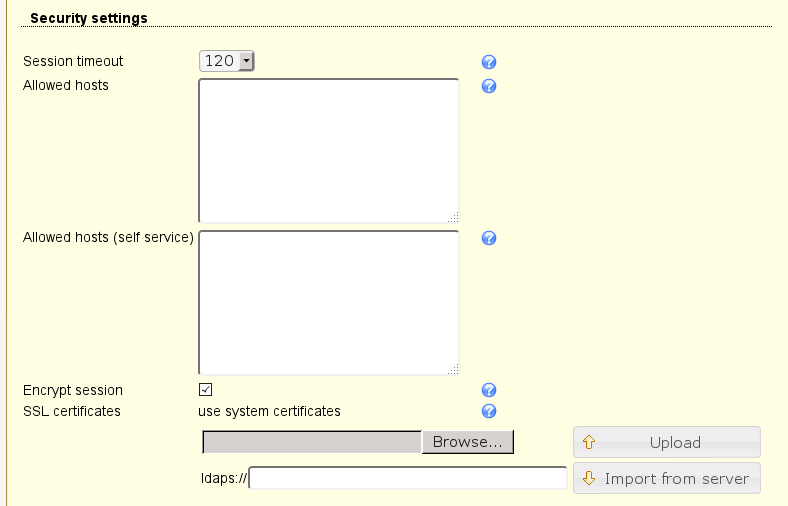 Security settings
Session timeout 120
Allowed hosts
Allowed hosts (self service)
Encrypt session
SSL certificates use system certificates
Browse... Upload
ldaps:// Import from server